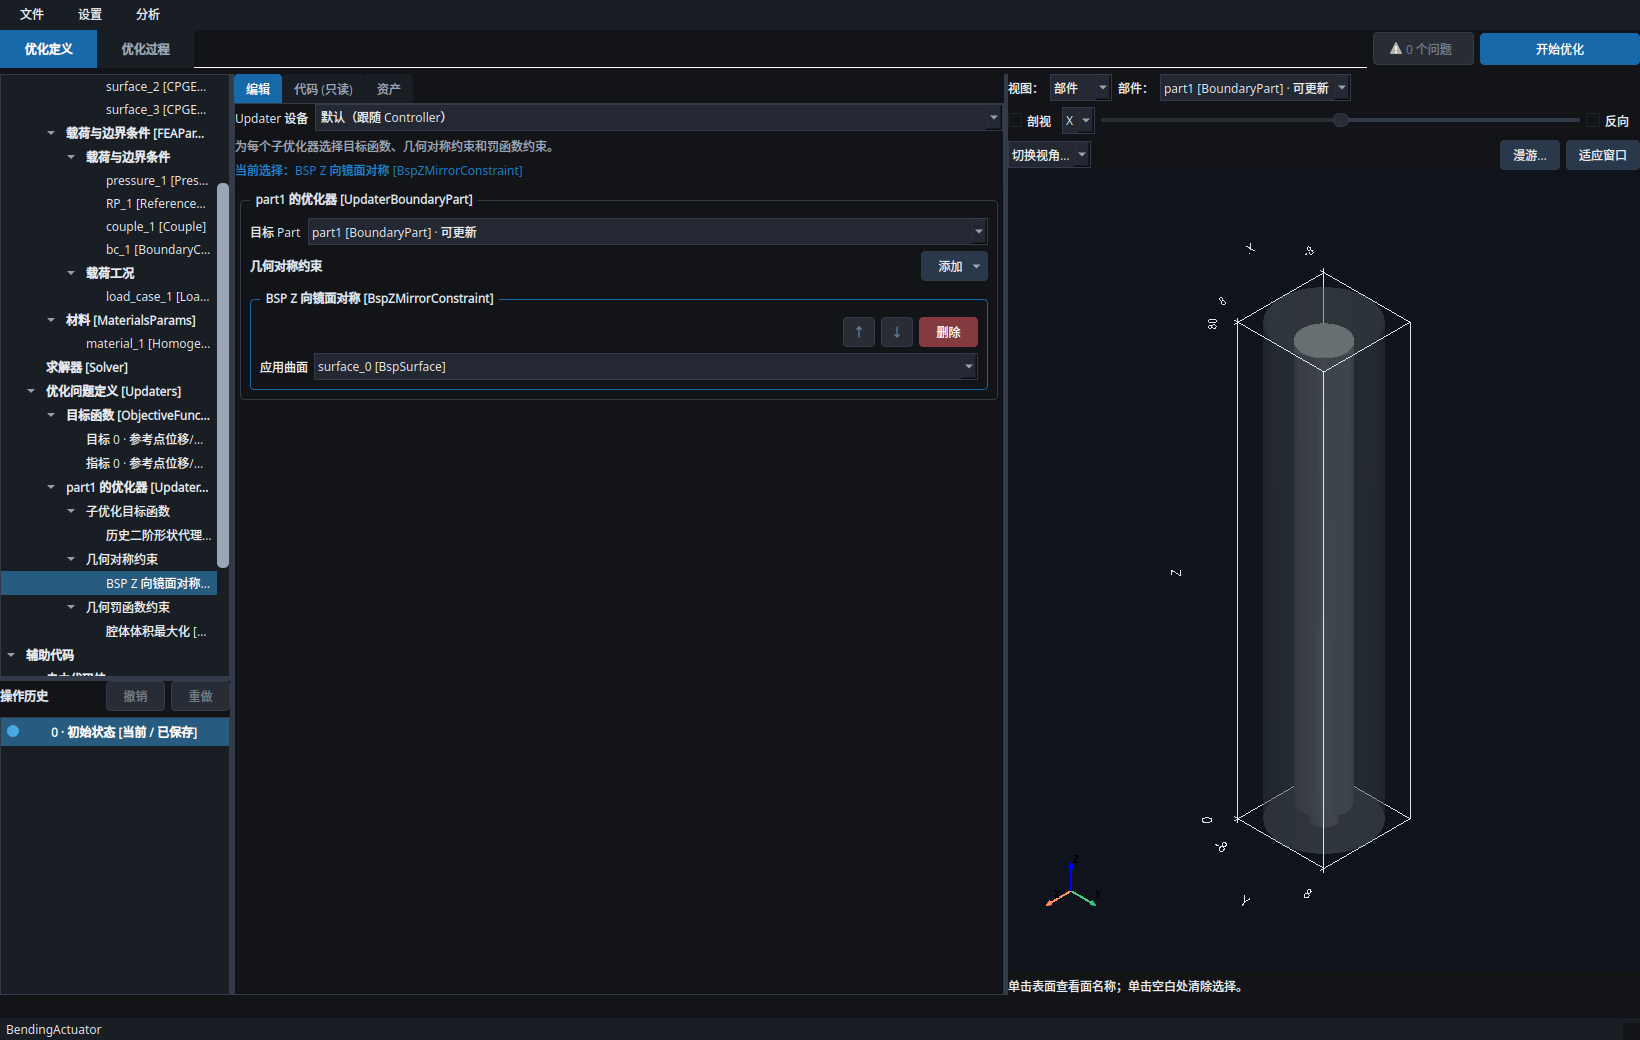 文件 设置 分析
优化定义 优化过程 0 个问题 开始优化
surface_2 [CPGE...
surface_3 [CPGE...
载荷与边界条件 [FEAPar...
载荷与边界条件
pressure_1 [Pres...
RP_1 [Reference...
couple_1 [Couple]
bc_1 [BoundaryC...
载荷工况
load_case_1 [Loa...
材料 [MaterialsParams]
material_1 [Homoge...
求解器 [Solver]
优化问题定义 [Updaters]
目标函数 [ObjectiveFunc...
目标 0 · 参考点位移/...
指标 0 · 参考点位移/...
part1 的优化器 [Updater...
子优化目标函数
历史二阶形状代理...
几何对称约束
BSP Z 向镜面对称...
几何罚函数约束
腔体体积最大化 [...
辅助代码
操作历史 撤销 重做
0 · 初始状态 [当前 / 已保存]
编辑 代码 (只读) 资产
Updater 设备 默认（跟随 Controller）
为每个子优化器选择目标函数、几何对称约束和罚函数约束。
当前选择：BSP Z 向镜面对称 [BspZMirrorConstraint]
part1 的优化器 [UpdaterBoundaryPart]
目标 Part part1 [BoundaryPart] · 可更新
几何对称约束 添加
BSP Z 向镜面对称 [BspZMirrorConstraint]
↑ ↓ 删除
应用曲面 surface_0 [BspSurface]
视图： 部件 部件： part1 [BoundaryPart] · 可更新
剖视 X 反向
切换视角... 漫游... 适应窗口
80
Z
0
单击表面查看面名称；单击空白处清除选择。
BendingActuator